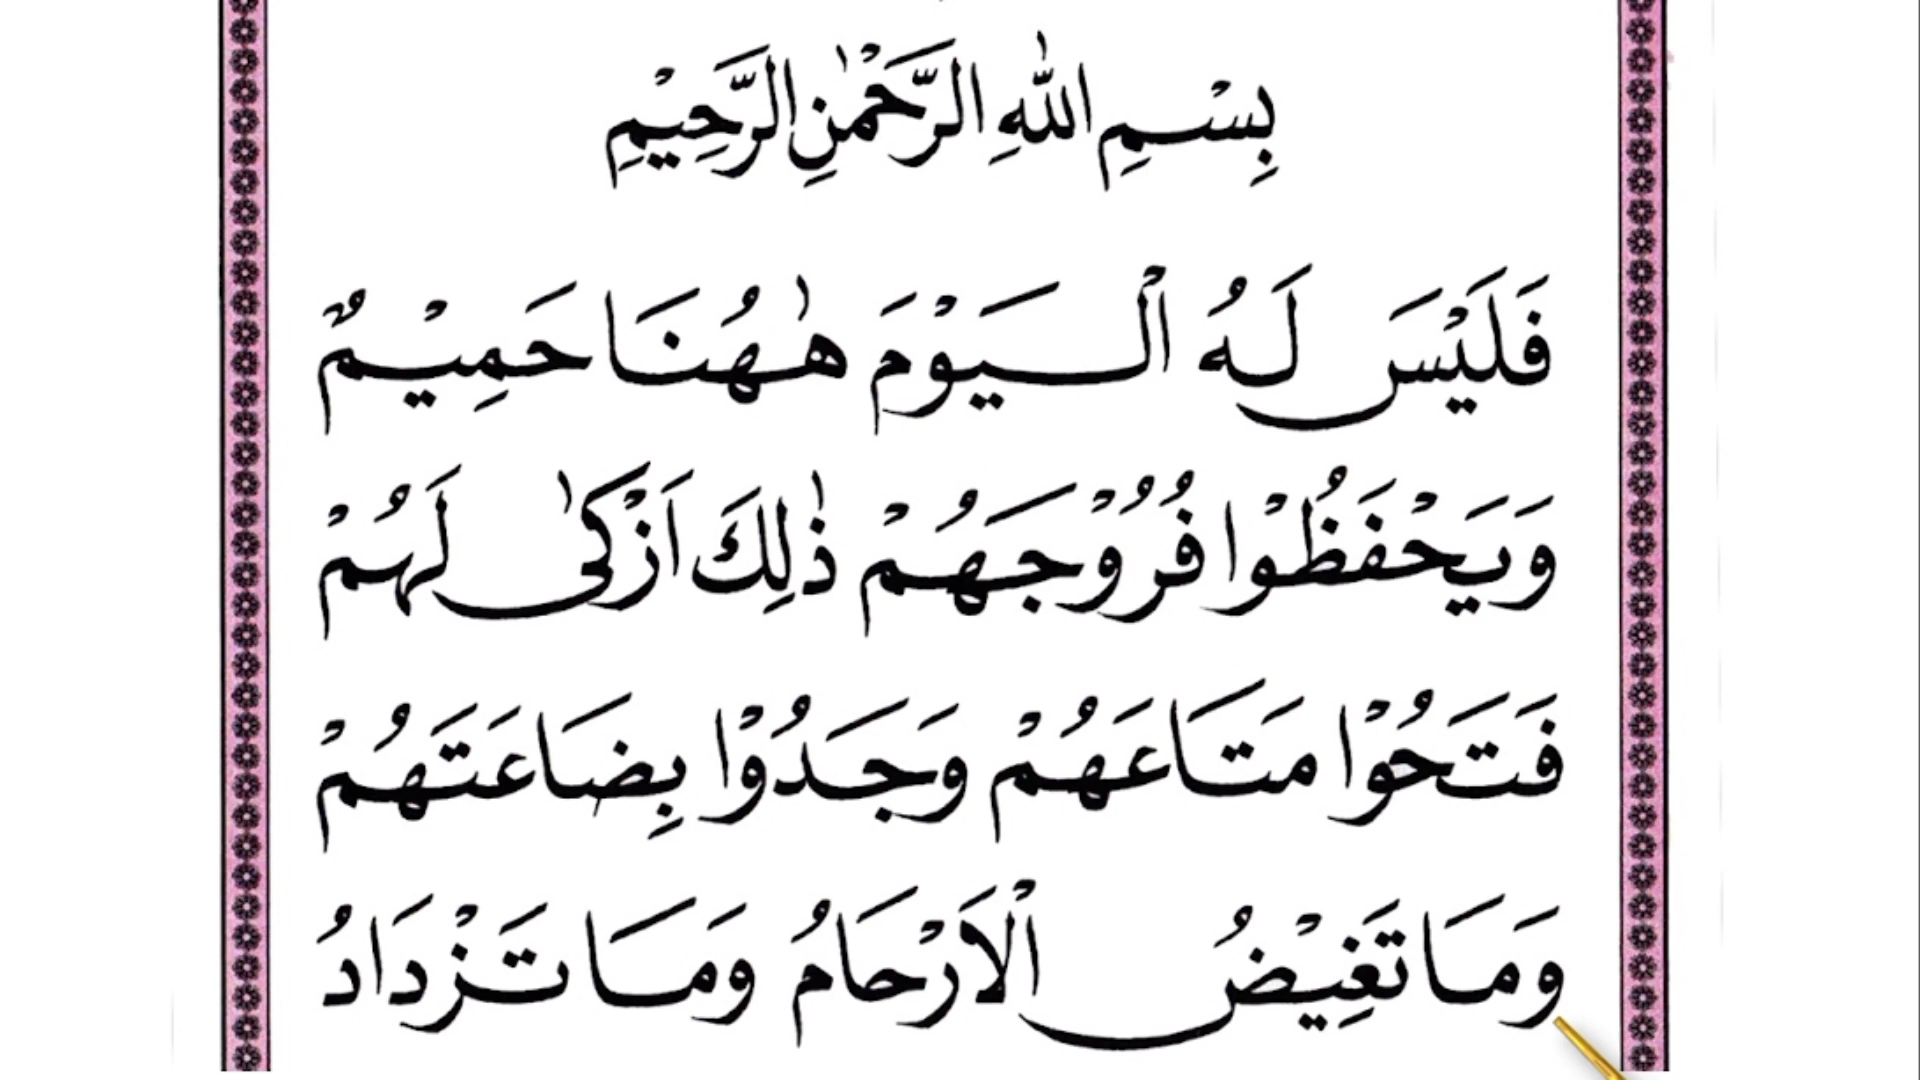 بِسْمِ اللّٰهِ الرَّحْمٰنِ الرَّحِيْمِ
فَلَيْسَ لَهُ الْيَوْمَ هٰهُنَا حَمِيْمٌ
وَيَحْفَظُوْا فُرُوْجَهُمْ ذٰلِكَ اَزْكٰى لَهُمْ
فَتَحُوْا مَتَاعَهُمْ وَجَدُوْا بِضَاعَتَهُمْ
وَمَا تَغِيْضُ الْاَرْحَامُ وَمَا تَزْدَادُ